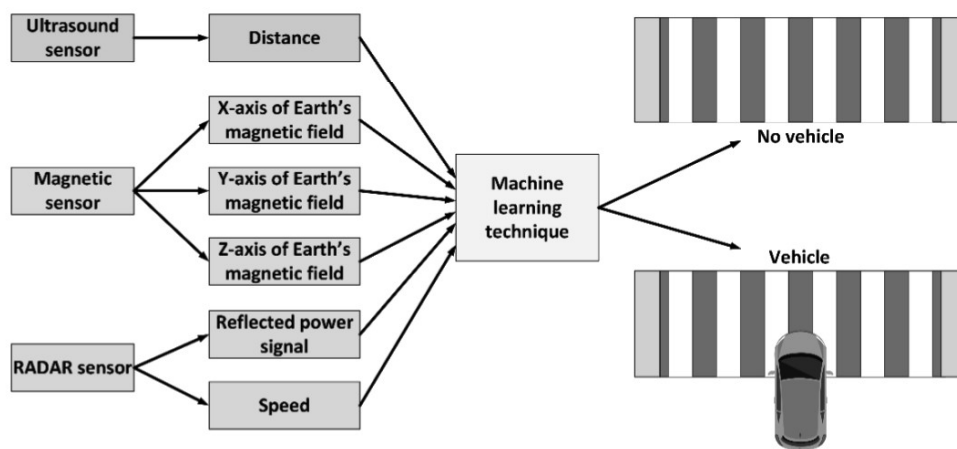 Ultrasound
sensor
Distance
X-axis of Earth's
magnetic field
Magnetic
sensor
Y-axis of Earth's
magnetic field
Z-axis of Earth's
magnetic field
RADAR sensor
Reflected power
signal
Speed
Machine
learning
technique
No vehicle
Vehicle